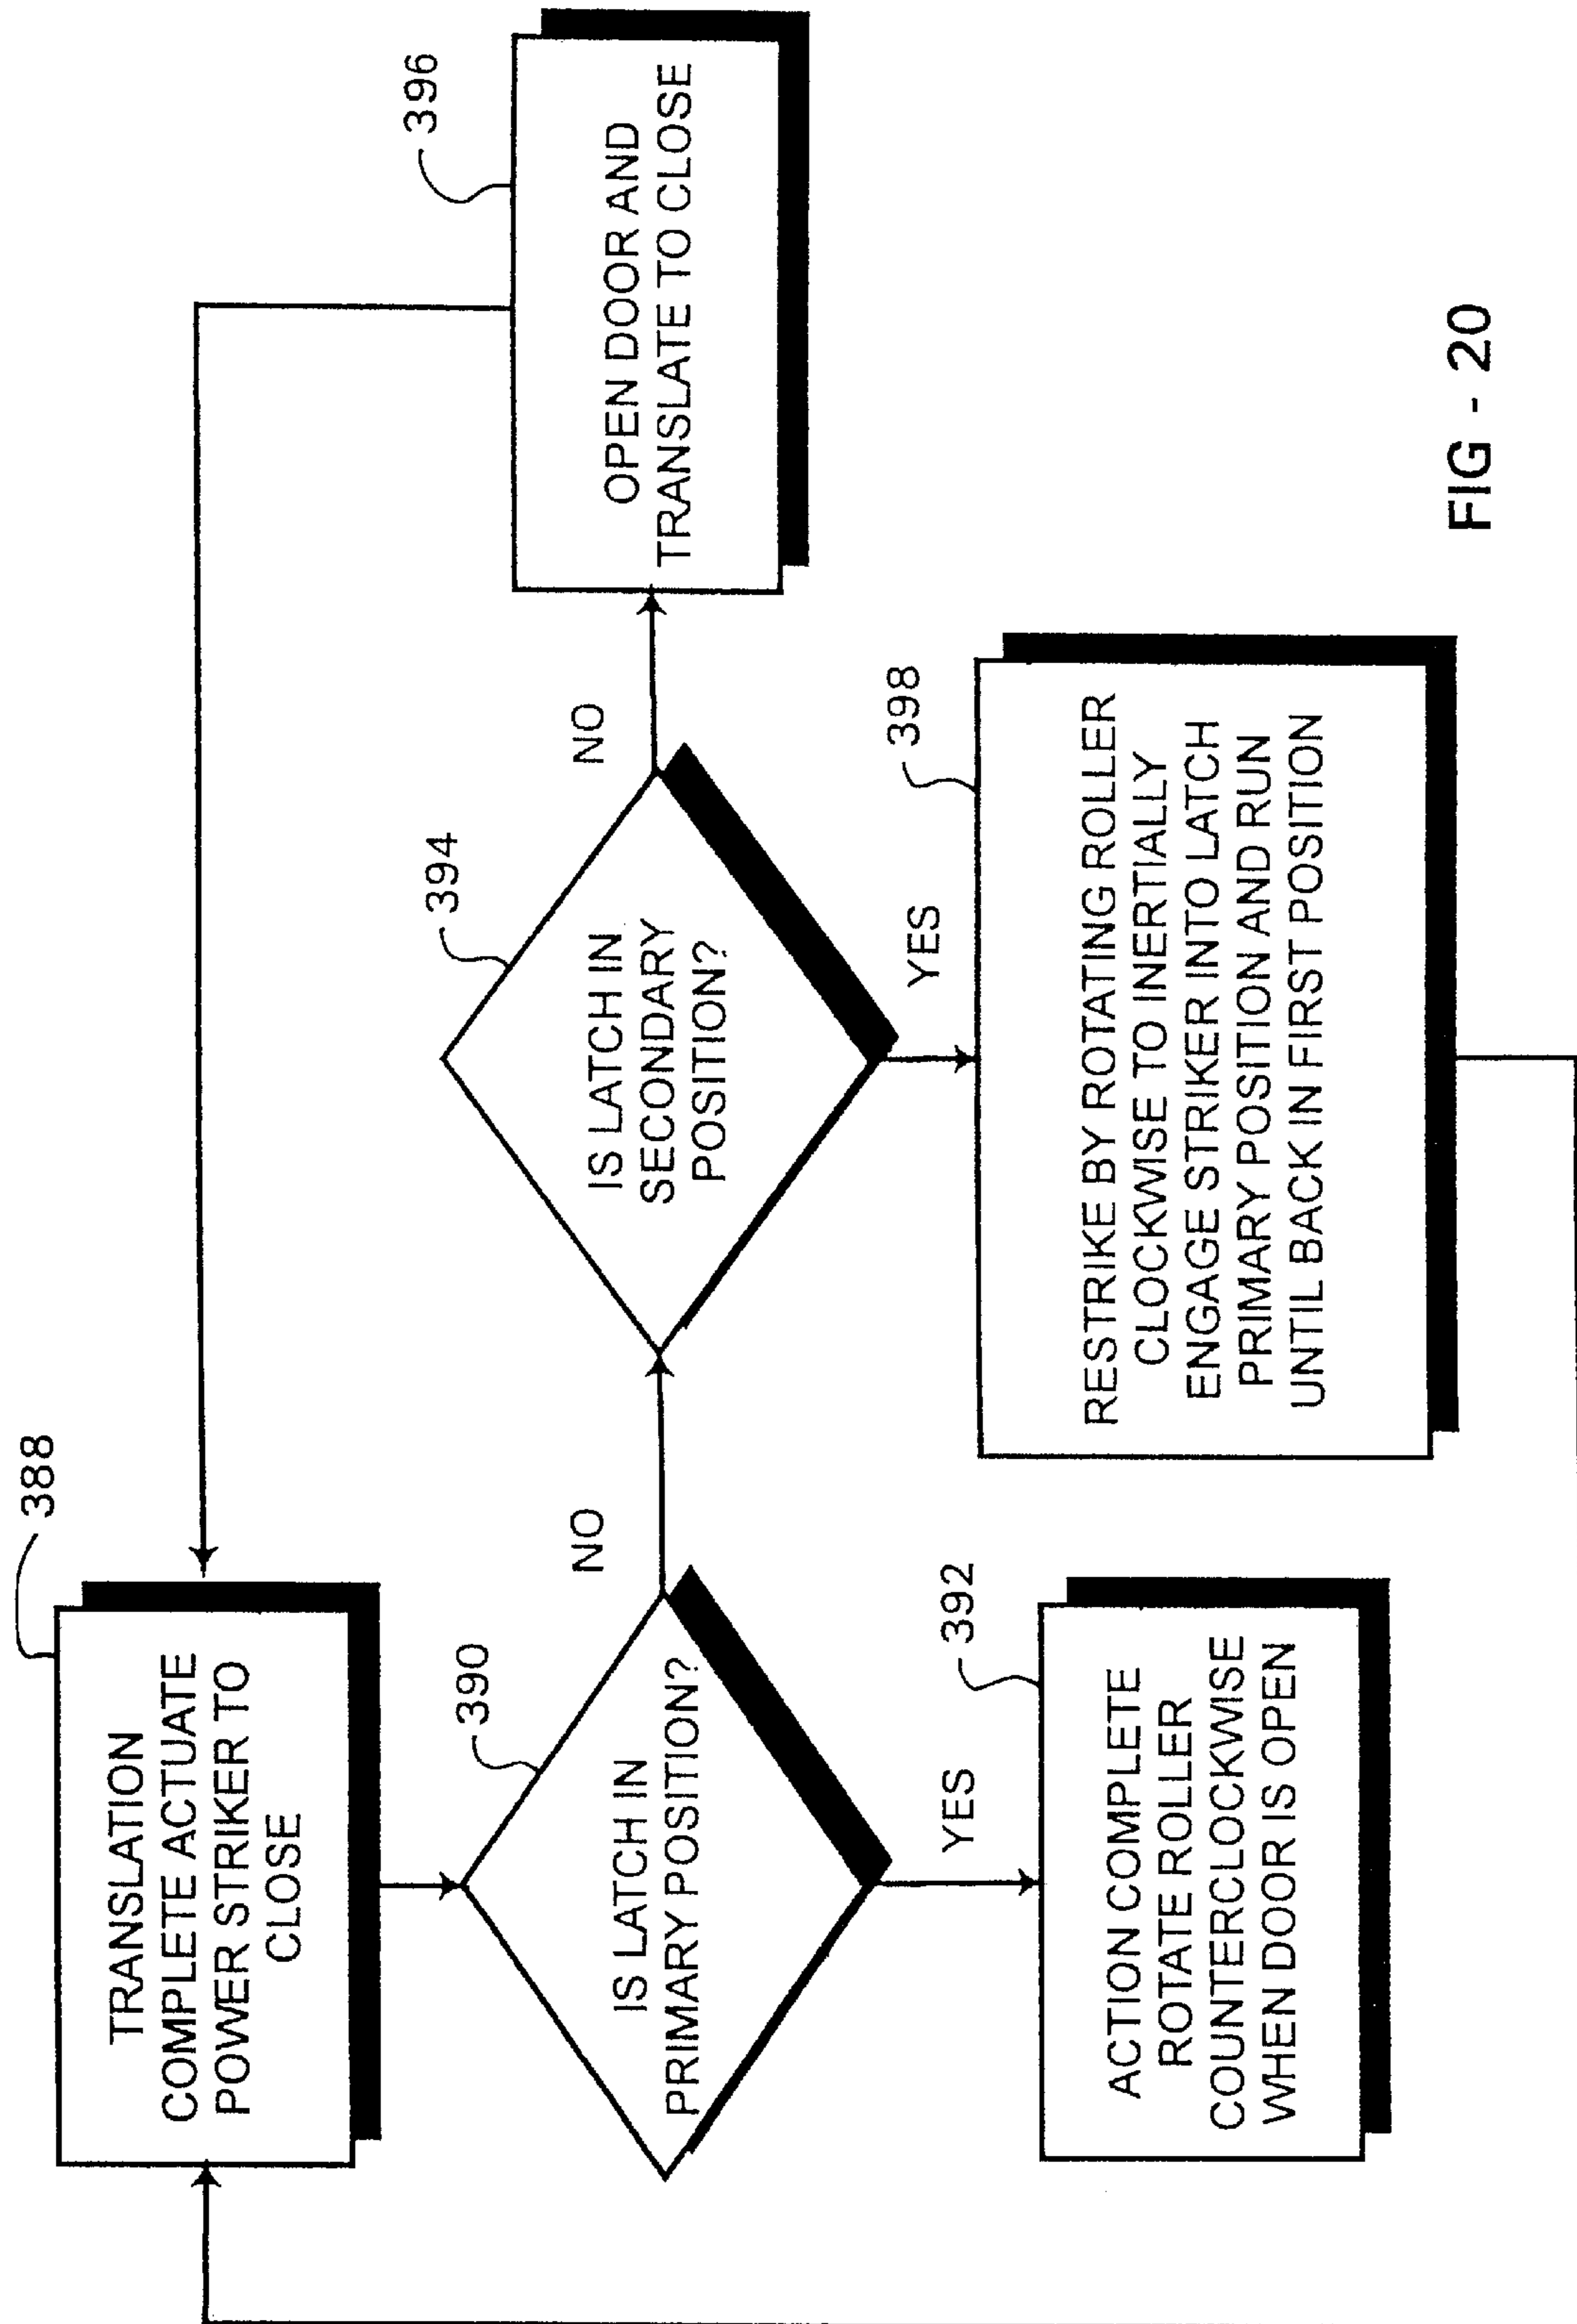 388
TRANSLATION
COMPLETE ACTUATE
POWER STRIKER TO
CLOSE
390
IS LATCH IN
PRIMARY POSITION?
NO
YES
392
ACTION COMPLETE
ROTATE ROLLER
COUNTERCLOCKWISE
WHEN DOOR IS OPEN
394
IS LATCH IN
SECONDARY
POSITION?
NO
YES
396
OPEN DOOR AND
TRANSLATE TO CLOSE
398
RESTRIKE BY ROTATING ROLLER
CLOCKWISE TO INERTIALLY
ENGAGE STRIKER INTO LATCH
PRIMARY POSITION AND RUN
UNTIL BACK IN FIRST POSITION
FIG - 20